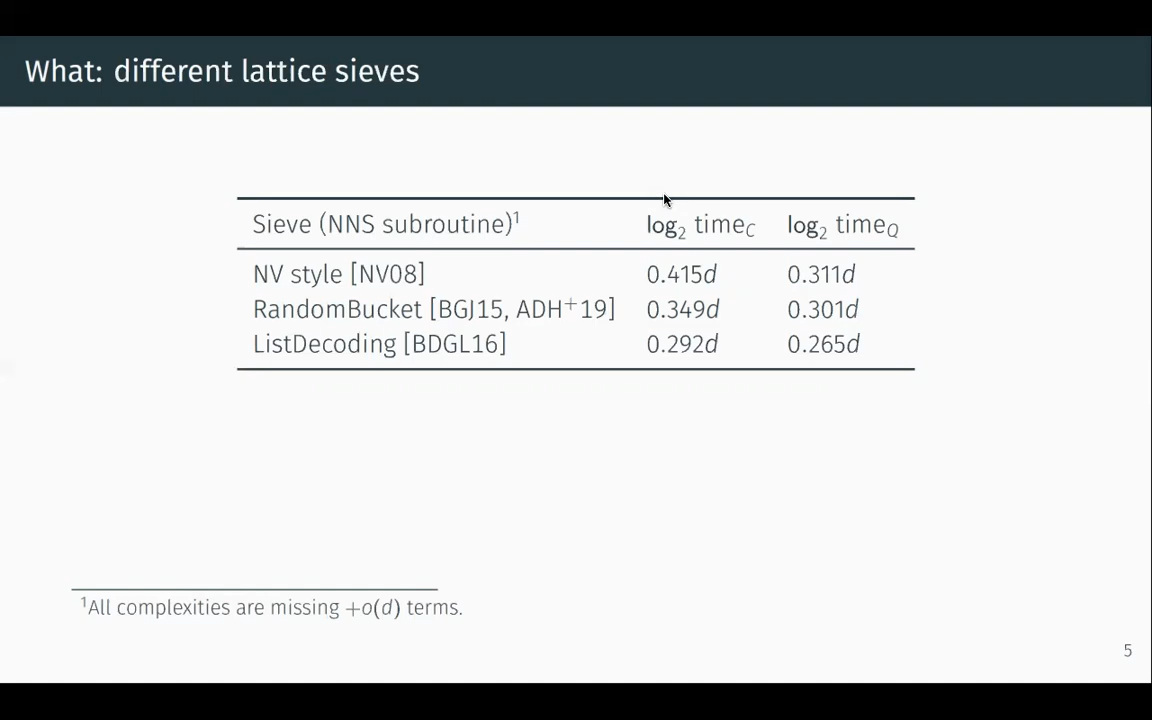 What: different lattice sieves
Sieve (NNS subroutine)¹ log₂ time_C log₂ time_Q
NV style [NV08] 0.415d 0.311d
RandomBucket [BGJ15, ADH⁺19] 0.349d 0.301d
ListDecoding [BDGL16] 0.292d 0.265d
¹All complexities are missing +o(d) terms.
5